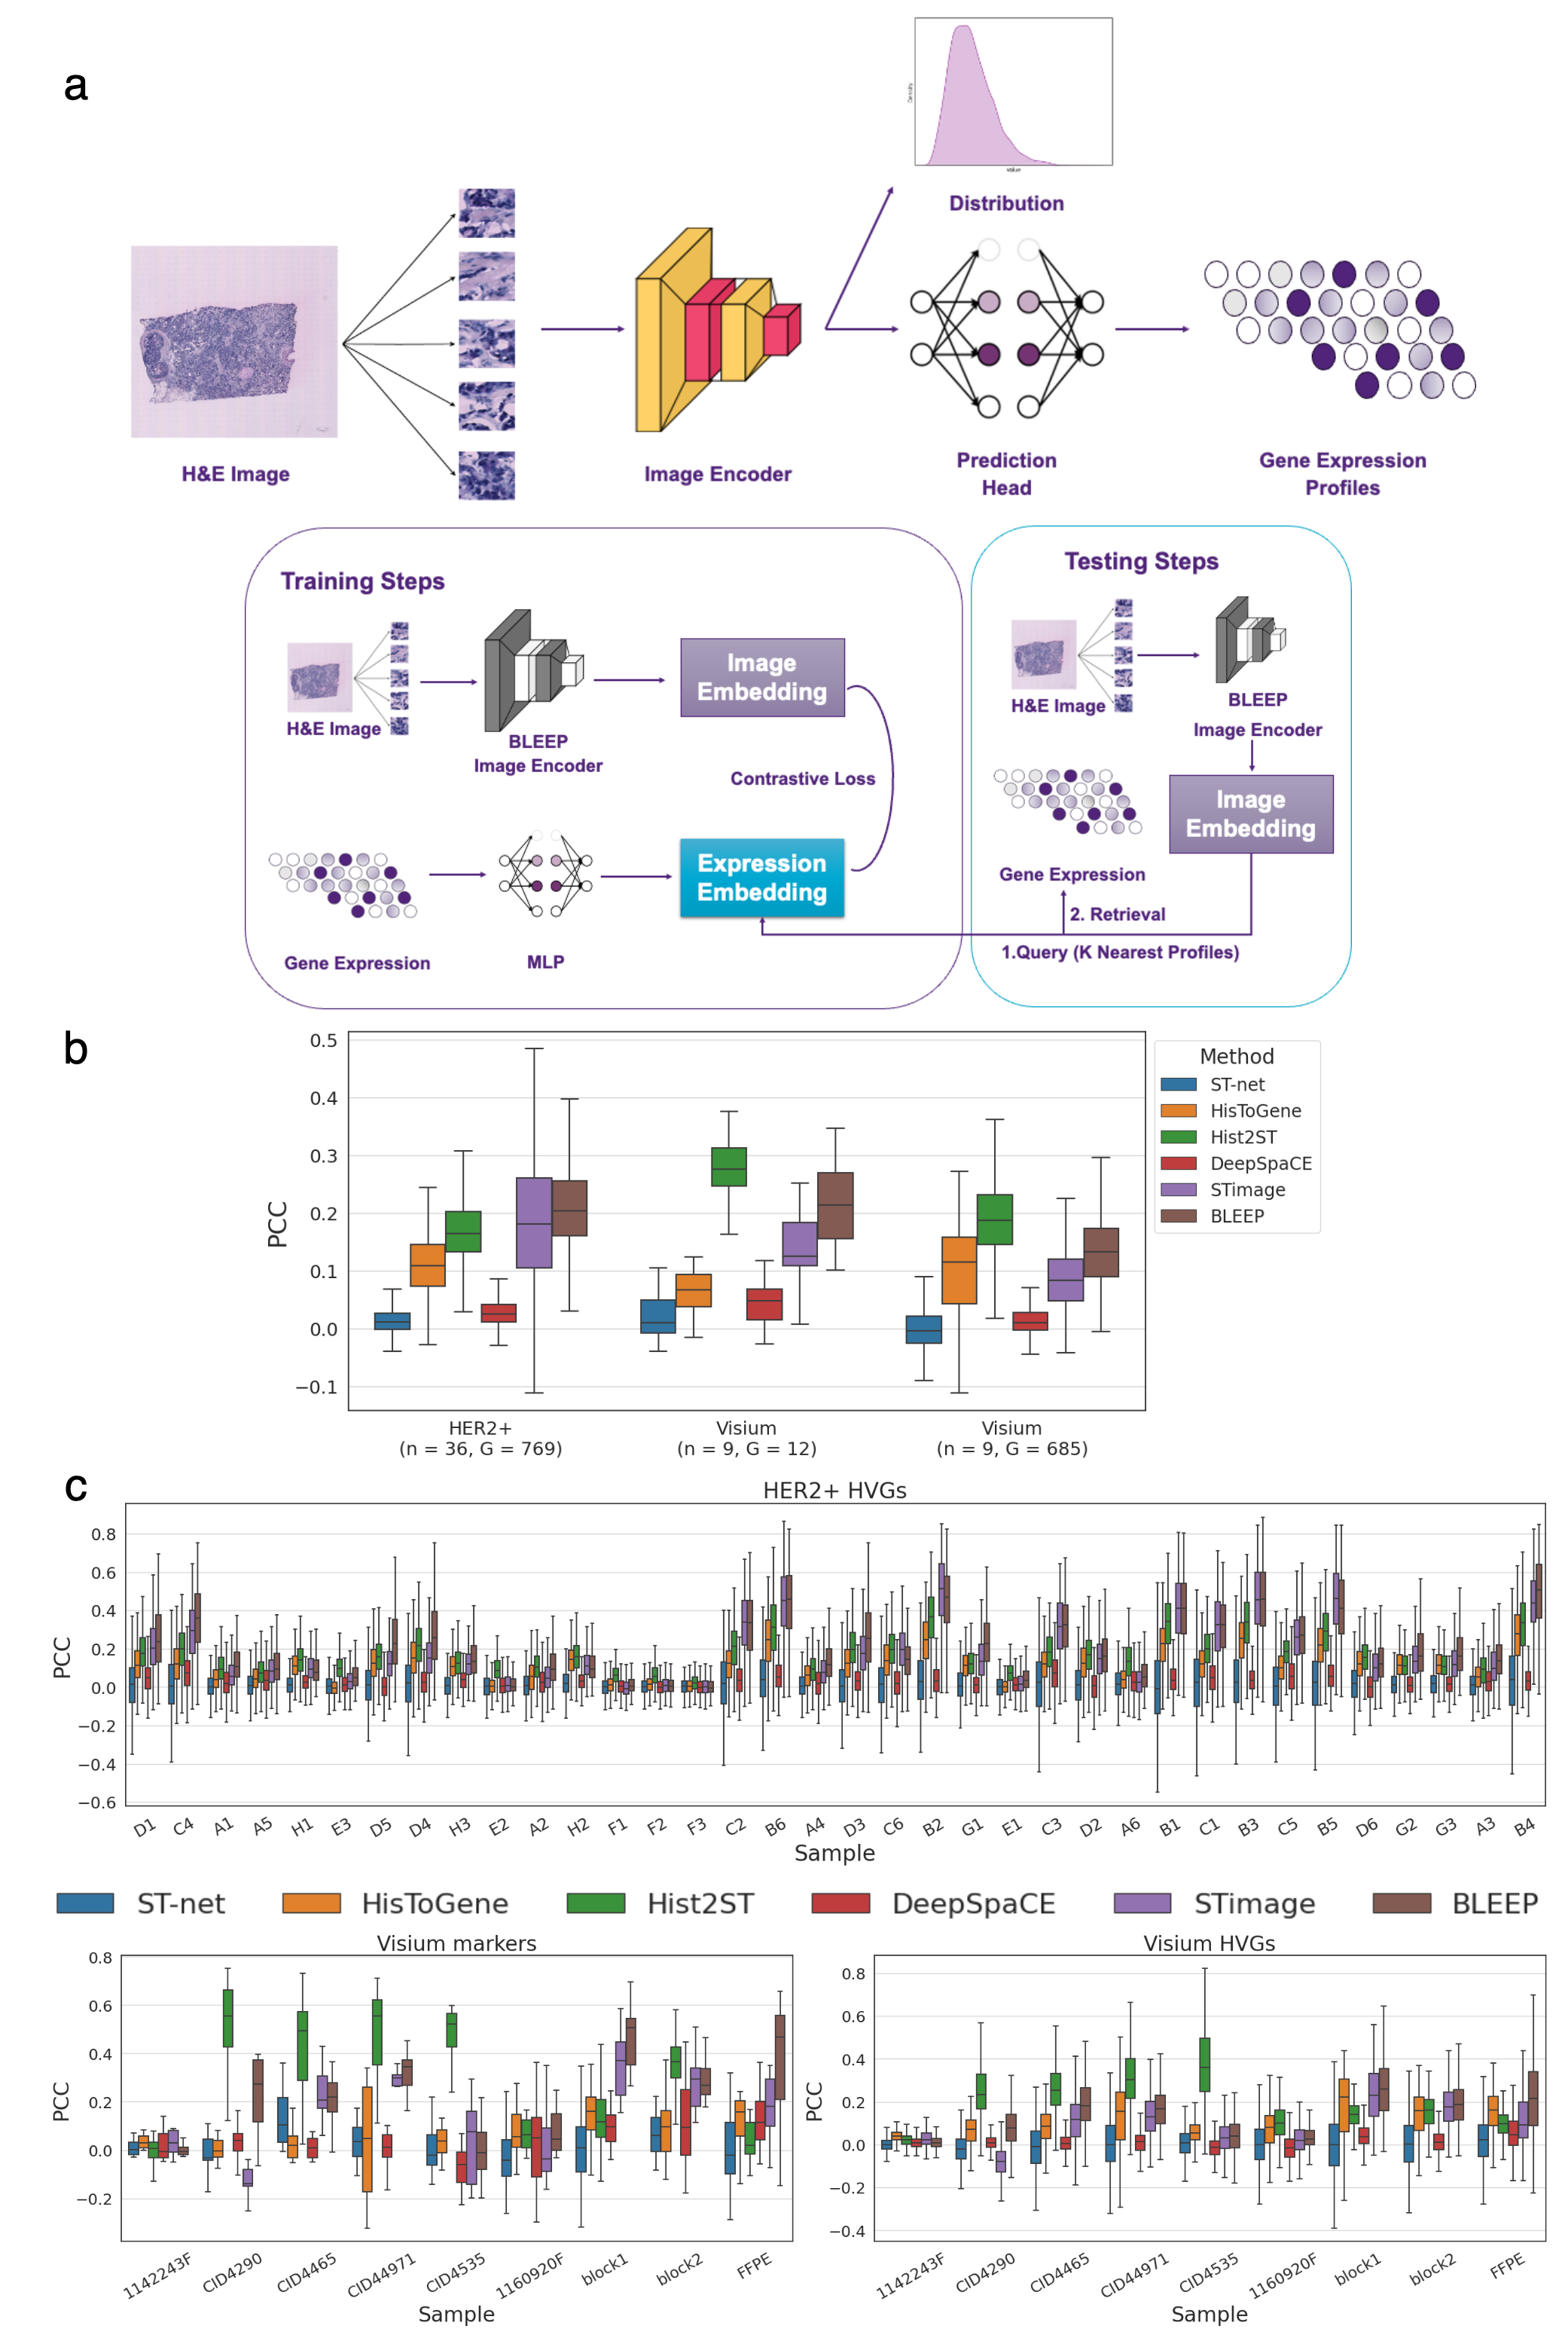 a
Density
Value
Distribution
H&E Image
Image Encoder
Prediction
Head
Gene Expression
Profiles
Training Steps
H&E Image
BLEEP
Image Encoder
Image
Embedding
Contrastive Loss
Gene Expression
MLP
Expression
Embedding
Testing Steps
H&E Image
BLEEP
Image Encoder
Image
Embedding
Gene Expression
2. Retrieval
1.Query (K Nearest Profiles)
b
PCC
0.5
0.4
0.3
0.2
0.1
0.0
−0.1
HER2+
(n = 36, G = 769)
Visium
(n = 9, G = 12)
Visium
(n = 9, G = 685)
Method
ST-net
HisToGene
Hist2ST
DeepSpaCE
STimage
BLEEP
c
HER2+ HVGs
PCC
0.8
0.6
0.4
0.2
0.0
−0.2
−0.4
−0.6
D1 C4 A1 A5 H1 E3 D5 D4 H3 E2 A2 H2 F1 F2 F3 C2 B6 A4 D3 C6 B2 G1 E1 C3 D2 A6 B1 C1 B3 C5 B5 D6 G2 G3 A3 B4
Sample
ST-net HisToGene Hist2ST DeepSpaCE STimage BLEEP
Visium markers
PCC
0.8
0.6
0.4
0.2
0.0
−0.2
1142243F CID4290 CID4465 CID44971 CID4535 1160920F block1 block2 FFPE
Sample
Visium HVGs
PCC
0.8
0.6
0.4
0.2
0.0
−0.2
−0.4
1142243F CID4290 CID4465 CID44971 CID4535 1160920F block1 block2 FFPE
Sample